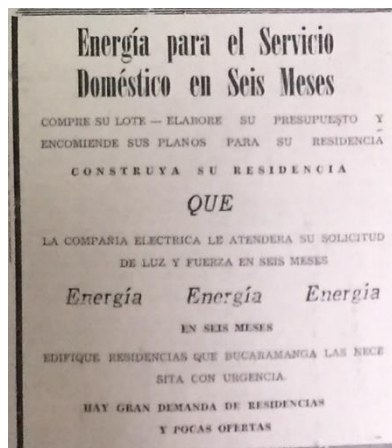 Energía para el Servicio
Doméstico en Seis Meses
COMPRE SU LOTE — ELABORE SU PRESUPUESTO Y
ENCOMIENDE SUS PLANOS PARA SU RESIDENCIA
CONSTRUYA SU RESIDENCIA
QUE
LA COMPAÑIA ELECTRICA LE ATENDERA SU SOLICITUD
DE LUZ Y FUERZA EN SEIS MESES
Energía Energía Energía
EN SEIS MESES
EDIFIQUE RESIDENCIAS QUE BUCARAMANGA LAS NECE
SITA CON URGENCIA.
HAY GRAN DEMANDA DE RESIDENCIAS
Y POCAS OFERTAS